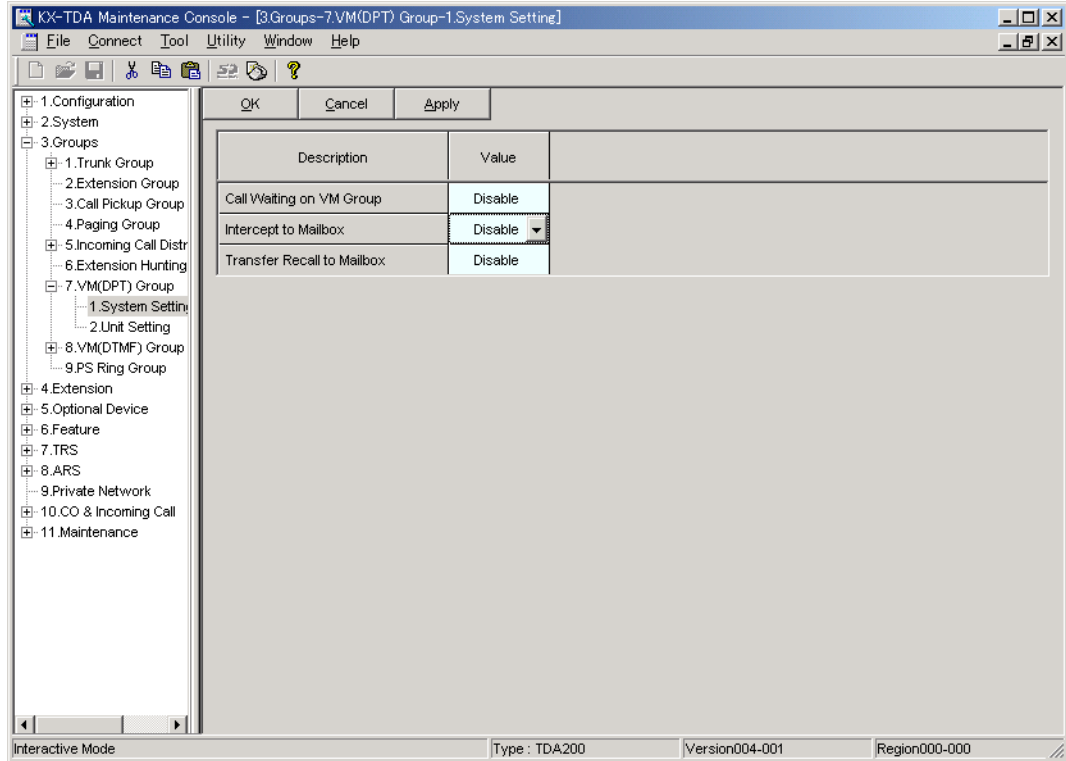 KX-TDA Maintenance Console - [3.Groups-7.VM(DPT) Group-1.System Setting]
File Connect Tool Utility Window Help
1.Configuration
2.System
3.Groups
1.Trunk Group
2.Extension Group
3.Call Pickup Group
4.Paging Group
5.Incoming Call Distr
6.Extension Hunting
7.VM(DPT) Group
1.System Setting
2.Unit Setting
8.VM(DTMF) Group
9.PS Ring Group
4.Extension
5.Optional Device
6.Feature
7.TRS
8.ARS
9.Private Network
10.CO & Incoming Call
11.Maintenance
OK Cancel Apply
Description Value
Call Waiting on VM Group Disable
Intercept to Mailbox Disable
Transfer Recall to Mailbox Disable
Interactive Mode Type : TDA200 Version004-001 Region000-000